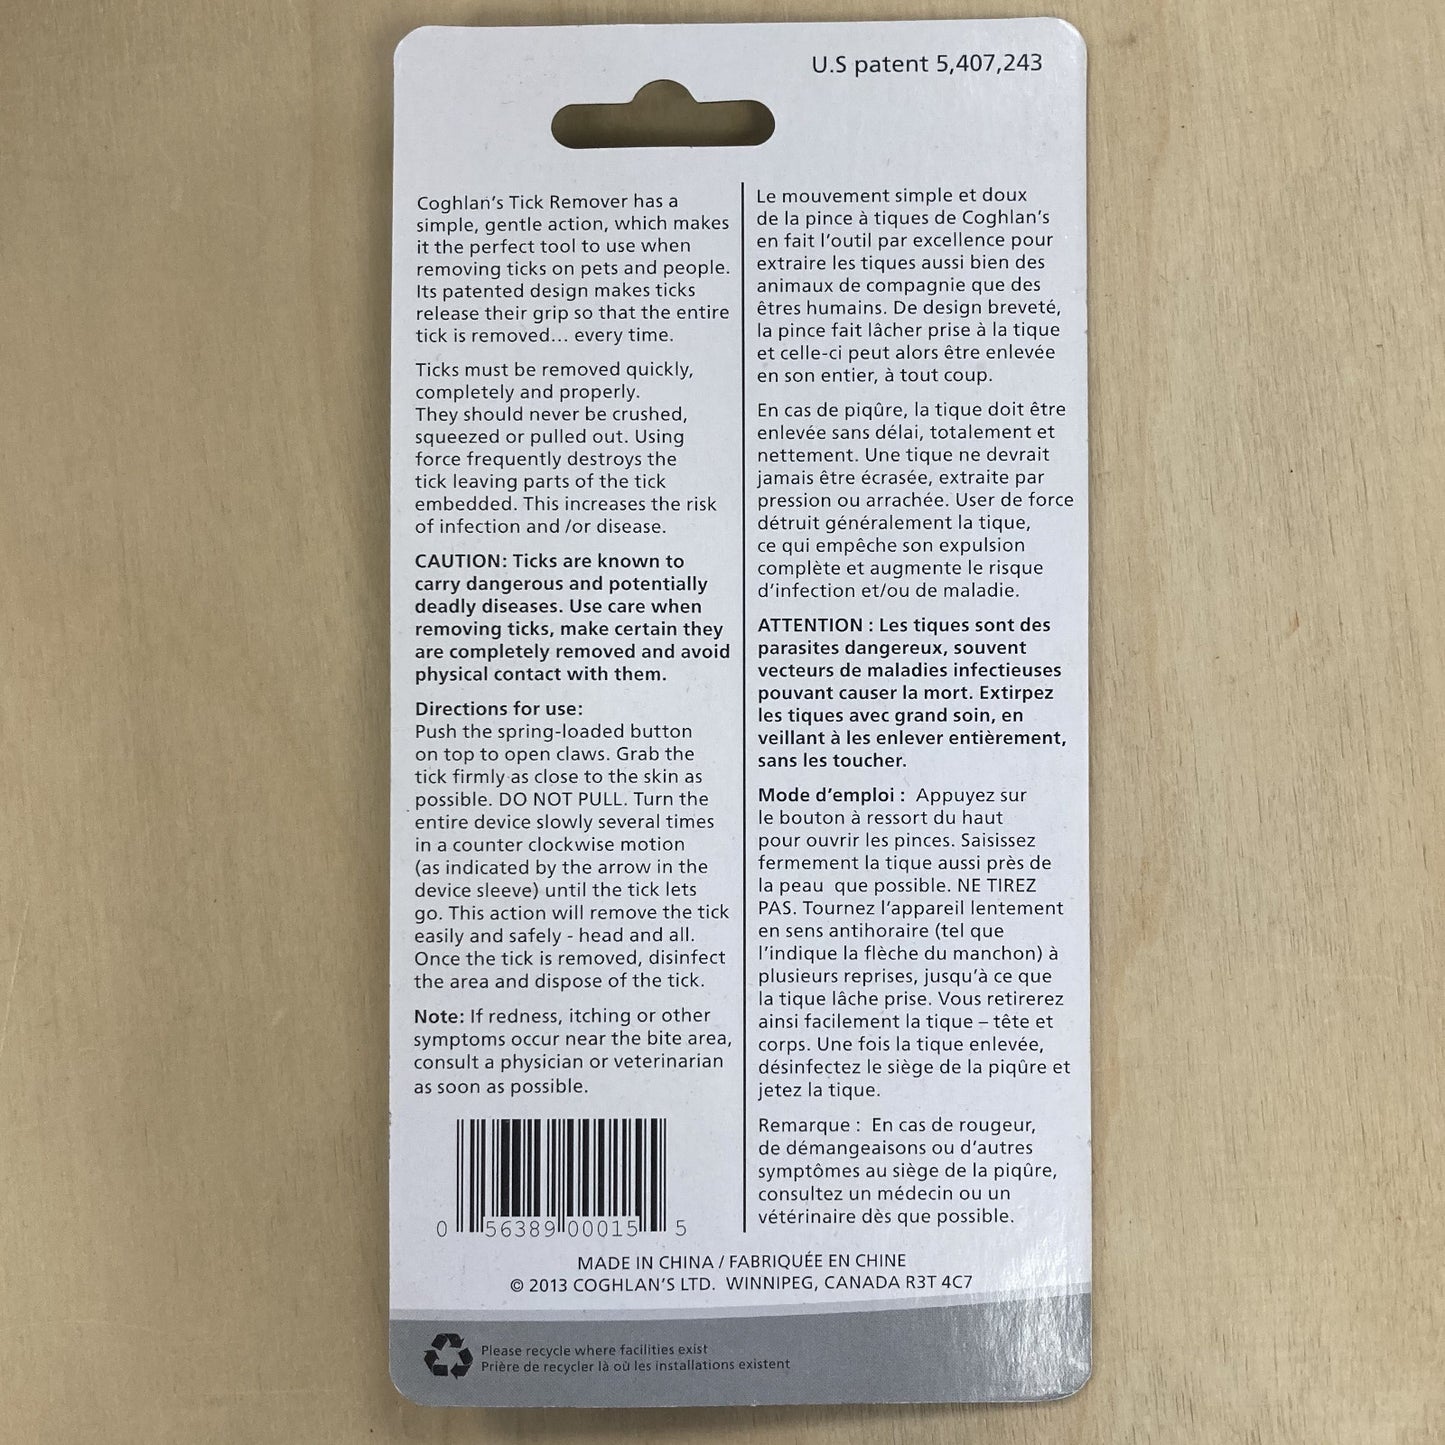 U.S patent 5,407,243
Coghlan's Tick Remover has a
simple, gentle action, which makes
it the perfect tool to use when
removing ticks on pets and people.
Its patented design makes ticks
release their grip so that the entire
tick is removed... every time.
Ticks must be removed quickly,
completely and properly.
They should never be crushed,
squeezed or pulled out. Using
force frequently destroys the
tick leaving parts of the tick
embedded. This increases the risk
of infection and /or disease.
CAUTION: Ticks are known to
carry dangerous and potentially
deadly diseases. Use care when
removing ticks, make certain they
are completely removed and avoid
physical contact with them.
Directions for use:
Push the spring-loaded button
on top to open claws. Grab the
tick firmly as close to the skin as
possible. DO NOT PULL. Turn the
entire device slowly several times
in a counter clockwise motion
(as indicated by the arrow in the
device sleeve) until the tick lets
go. This action will remove the tick
easily and safely - head and all.
Once the tick is removed, disinfect
the area and dispose of the tick.
Note: If redness, itching or other
symptoms occur near the bite area,
consult a physician or veterinarian
as soon as possible.
0 56389 00015 5
Le mouvement simple et doux
de la pince à tiques de Coghlan's
en fait l'outil par excellence pour
extraire les tiques aussi bien des
animaux de compagnie que des
êtres humains. De design breveté,
la pince fait lâcher prise à la tique
et celle-ci peut alors être enlevée
en son entier, à tout coup.
En cas de piqûre, la tique doit être
enlevée sans délai, totalement et
nettement. Une tique ne devrait
jamais être écrasée, extraite par
pression ou arrachée. User de force
détruit généralement la tique,
ce qui empêche son expulsion
complète et augmente le risque
d'infection et/ou de maladie.
ATTENTION : Les tiques sont des
parasites dangereux, souvent
vecteurs de maladies infectieuses
pouvant causer la mort. Extirpez
les tiques avec grand soin, en
veillant à les enlever entièrement,
sans les toucher.
Mode d'emploi : Appuyez sur
le bouton à ressort du haut
pour ouvrir les pinces. Saisissez
fermement la tique aussi près de
la peau que possible. NE TIREZ
PAS. Tournez l'appareil lentement
en sens antihoraire (tel que
l'indique la flèche du manchon) à
plusieurs reprises, jusqu'à ce que
la tique lâche prise. Vous retirerez
ainsi facilement la tique – tête et
corps. Une fois la tique enlevée,
désinfectez le siège de la piqûre et
jetez la tique.
Remarque : En cas de rougeur,
de démangeaisons ou d'autres
symptômes au siège de la piqûre,
consultez un médecin ou un
vétérinaire dès que possible.
MADE IN CHINA / FABRIQUÉE EN CHINE
© 2013 COGHLAN'S LTD. WINNIPEG, CANADA R3T 4C7
Please recycle where facilities exist
Prière de recycler là où les installations existent